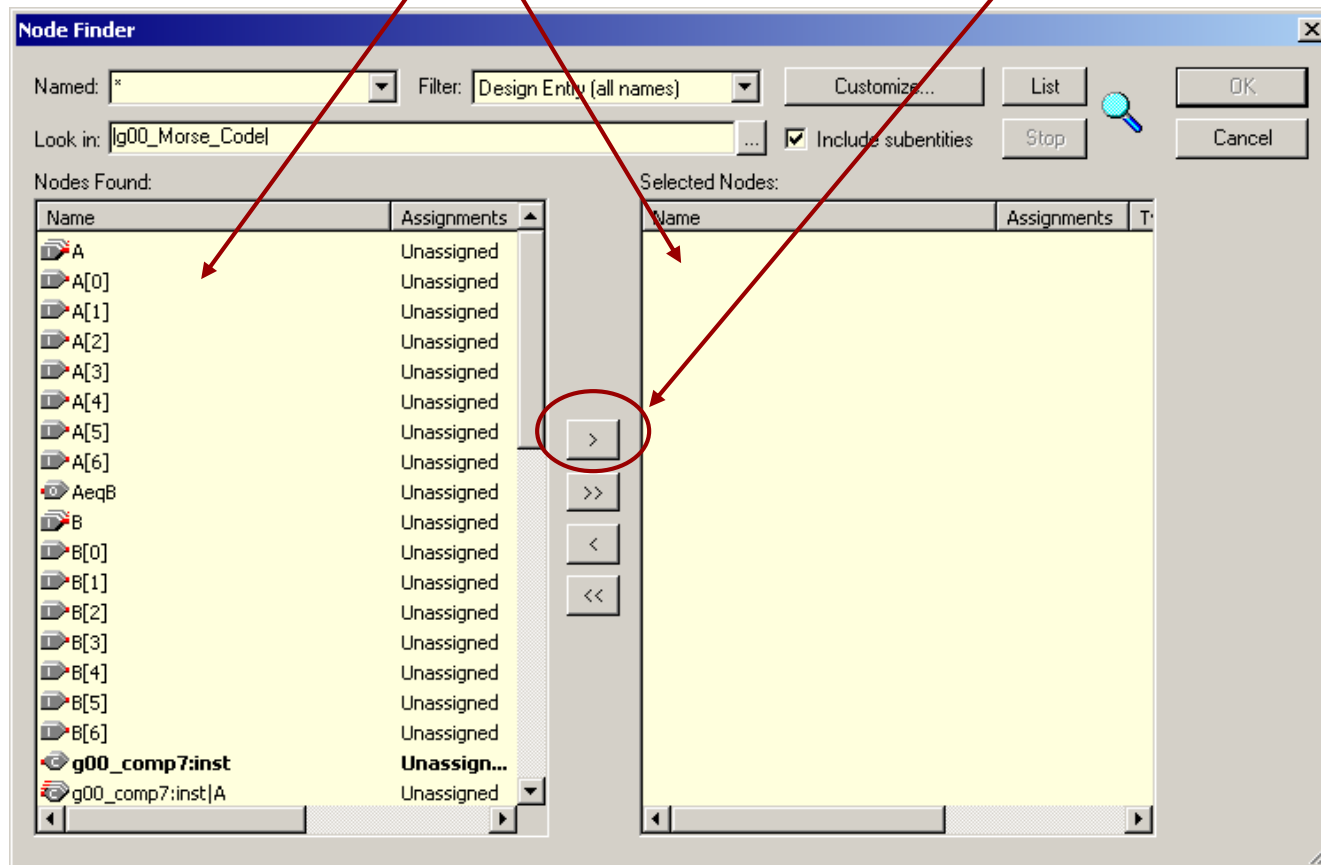 Node Finder
Named: * Filter: Design Entry (all names) Customize... List OK
Look in: |g00_Morse_Code| ... Include subentities Stop Cancel
Nodes Found: Selected Nodes:
Name Assignments Name Assignments
A Unassigned
A[0] Unassigned
A[1] Unassigned
A[2] Unassigned
A[3] Unassigned
A[4] Unassigned
A[5] Unassigned
A[6] Unassigned
AeqB Unassigned
B Unassigned
B[0] Unassigned
B[1] Unassigned
B[2] Unassigned
B[3] Unassigned
B[4] Unassigned
B[5] Unassigned
B[6] Unassigned
g00_comp7:inst Unassign...
g00_comp7:inst|A Unassigned
>
>>
<
<<